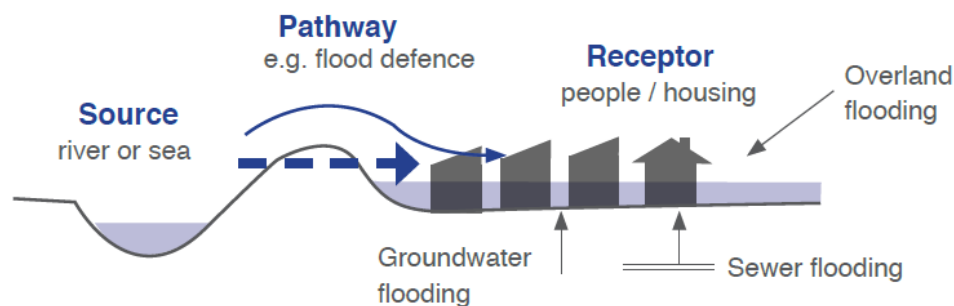 Pathway
e.g. flood defence
Receptor
people / housing
Overland
flooding
Source
river or sea
Groundwater
flooding
Sewer flooding